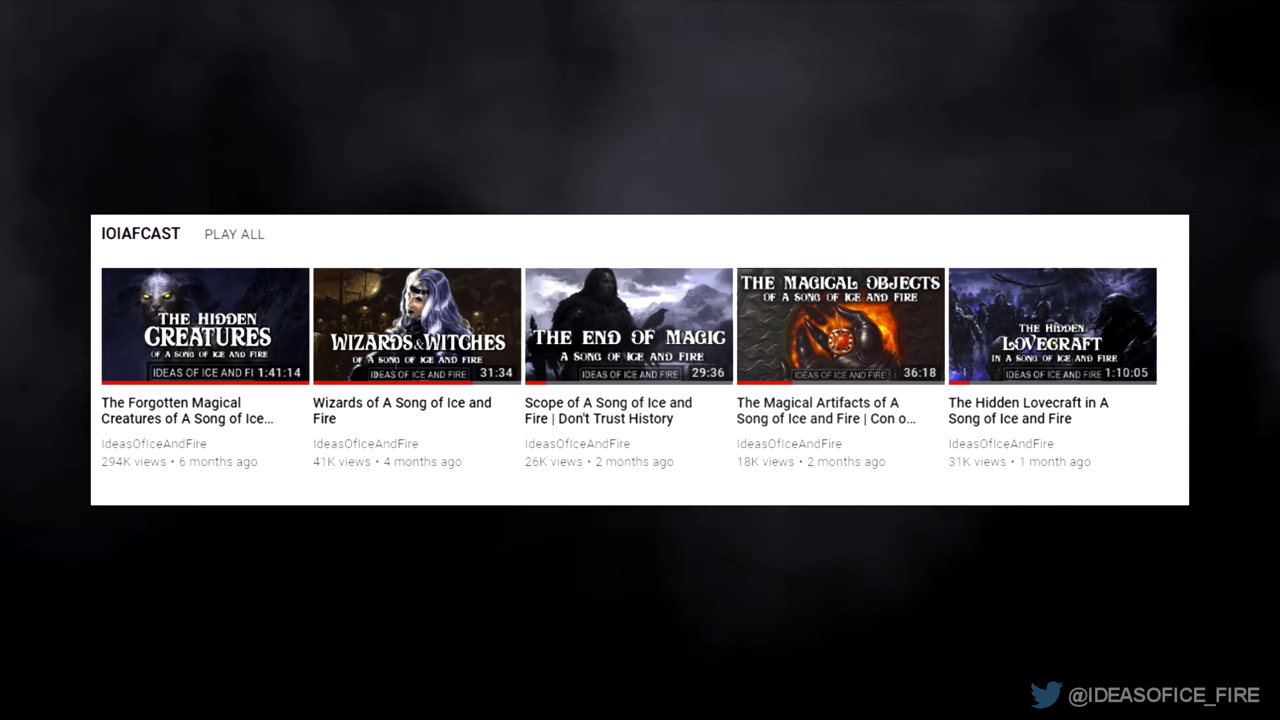 IOIAFCAST PLAY ALL
THE HIDDEN
CREATURES
OF A SONG OF ICE AND FIRE
IDEAS OF ICE AND FI 1:41:14
WIZARDS & WITCHES
OF A SONG OF ICE AND FIRE
IDEAS OF ICE AND FIRE 31:34
THE END OF MAGIC
A SONG OF ICE AND FIRE
IDEAS OF ICE AND FIRE 29:36
THE MAGICAL OBJECTS
OF A SONG OF ICE AND FIRE
IDEAS OF ICE AND FIRE 36:18
THE HIDDEN
LOVECRAFT
IN A SONG OF ICE AND FIRE
IDEAS OF ICE AND FIRE 1:10:05
The Forgotten Magical
Creatures of A Song of Ice...
IdeasOfIceAndFire
294K views • 6 months ago
Wizards of A Song of Ice and
Fire
IdeasOfIceAndFire
41K views • 4 months ago
Scope of A Song of Ice and
Fire | Don't Trust History
IdeasOfIceAndFire
26K views • 2 months ago
The Magical Artifacts of A
Song of Ice and Fire | Con o...
IdeasOfIceAndFire
18K views • 2 months ago
The Hidden Lovecraft in A
Song of Ice and Fire
IdeasOfIceAndFire
31K views • 1 month ago
@IDEASOFICE_FIRE